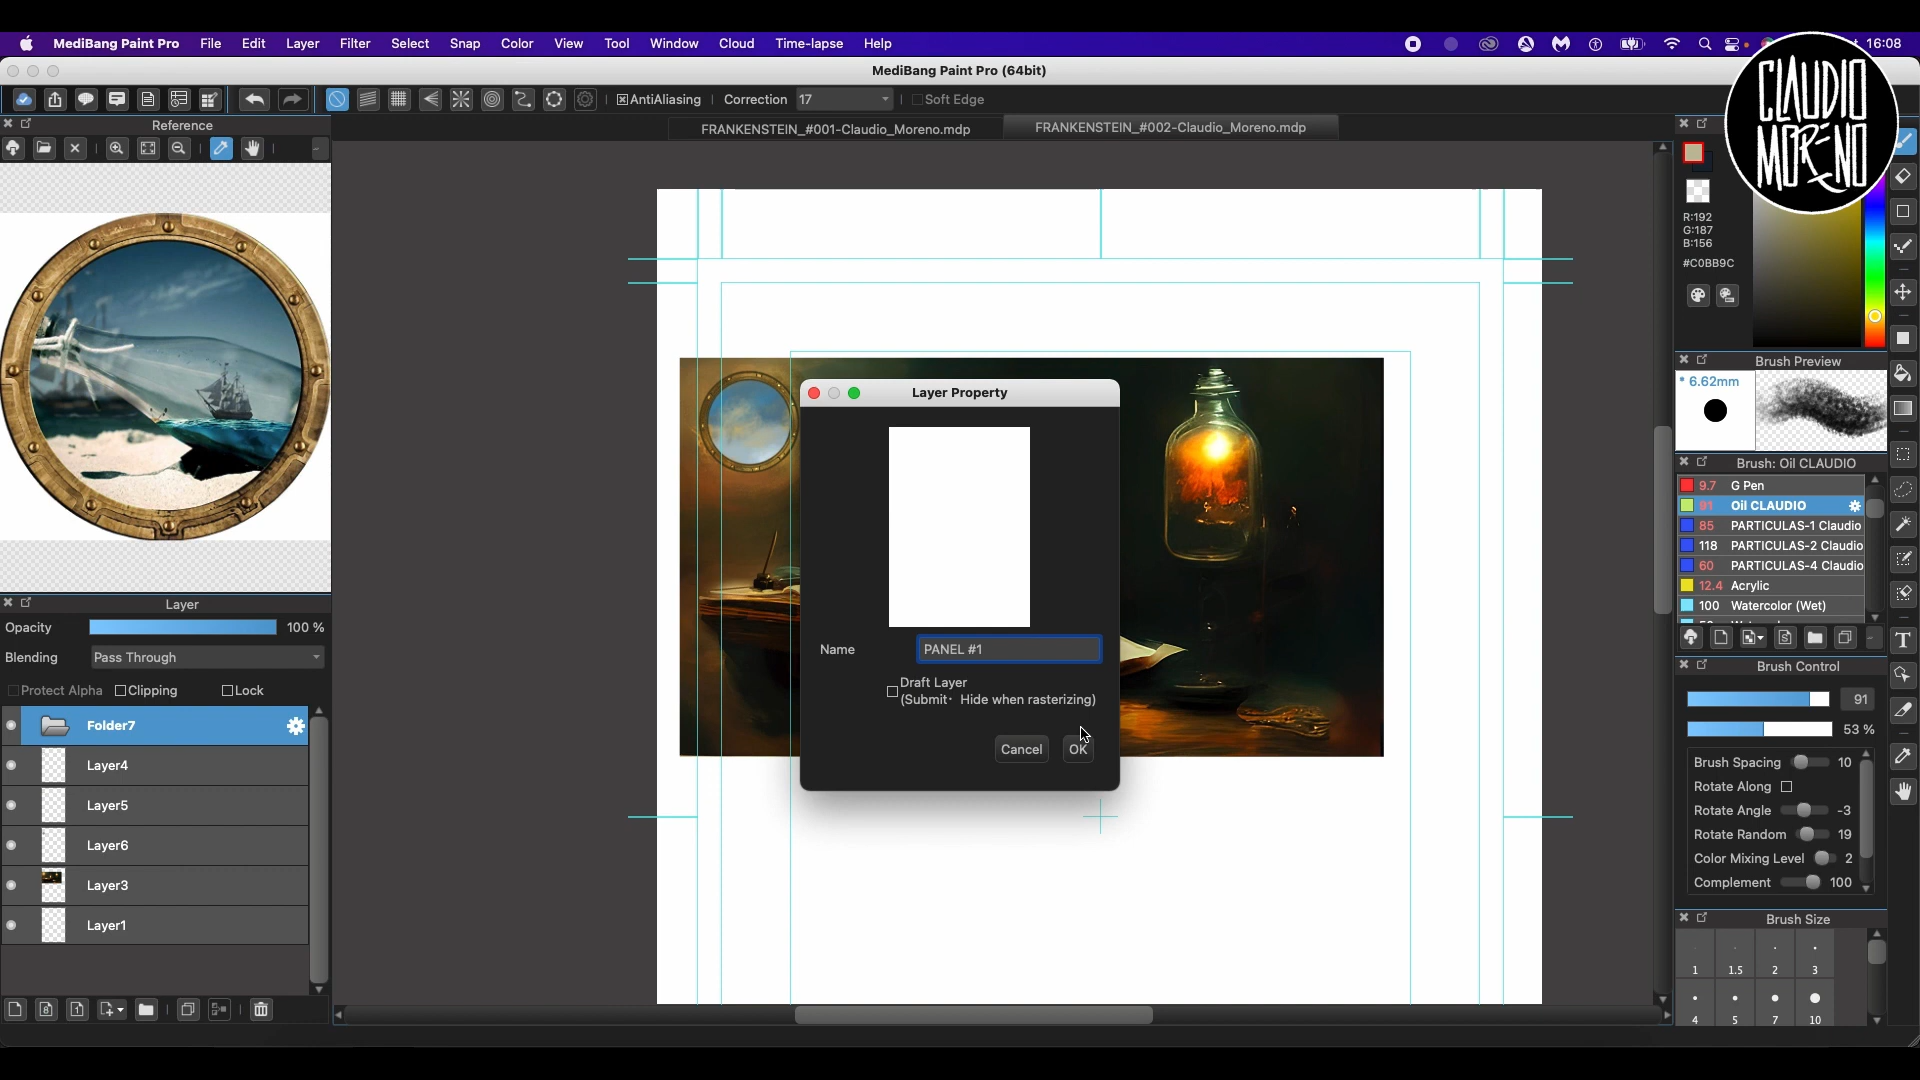 MediBang Paint Pro File Edit Layer Filter Select Snap Color View Tool Window Cloud Time-lapse Help 16:08
MediBang Paint Pro (64bit)
AntiAliasing Correction 17 Soft Edge
CLAUDIO
MORENO
Reference
FRANKENSTEIN_#001-Claudio_Moreno.mdp
FRANKENSTEIN_#002-Claudio_Moreno.mdp
R:192
G:187
B:156
#C0BB9C
Brush Preview
6.62mm
Brush: Oil CLAUDIO
9.7 G Pen
91 Oil CLAUDIO
85 PARTICULAS-1 Claudio
118 PARTICULAS-2 Claudio
60 PARTICULAS-4 Claudio
12.4 Acrylic
100 Watercolor (Wet)
Layer Property
Name PANEL #1
Draft Layer
(Submit· Hide when rasterizing)
Cancel OK
Layer
Opacity 100 %
Blending Pass Through
Protect Alpha Clipping Lock
Folder7
Layer4
Layer5
Layer6
Layer3
Layer1
Brush Control
91
53 %
Brush Spacing 10
Rotate Along
Rotate Angle -3
Rotate Random 19
Color Mixing Level 2
Complement 100
Brush Size
1 1.5 2 3
4 5 7 10